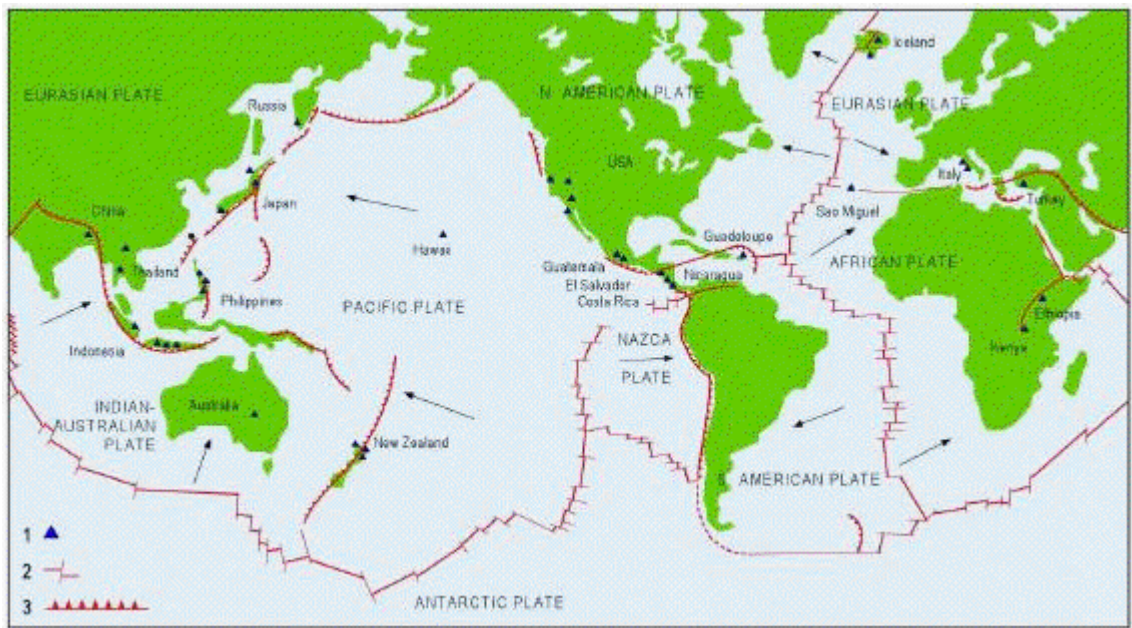 Iceland
EURASIAN PLATE
N. AMERICAN PLATE
EURASIAN PLATE
Russia
USA
Italy
China
Japan
Sao Miguel
Turkey
Hawaii
Guadeloupe
Thailand
Guatemala
Nicaragua
AFRICAN PLATE
El Salvador
Philippines
PACIFIC PLATE
Costa Rica
Ethiopia
Indonesia
NAZCA
PLATE
Kenya
INDIAN-
AUSTRALIAN
PLATE
Australia
New Zealand
S. AMERICAN PLATE
1
2
3
ANTARCTIC PLATE